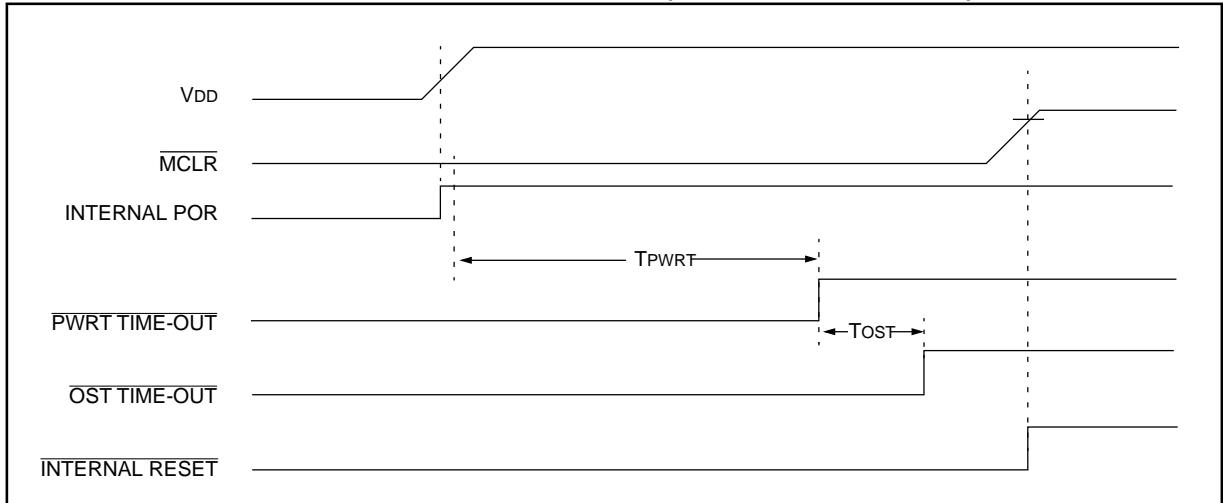 VDD
MCLR
INTERNAL POR
TPWRT
PWRT TIME-OUT
TOST
OST TIME-OUT
INTERNAL RESET